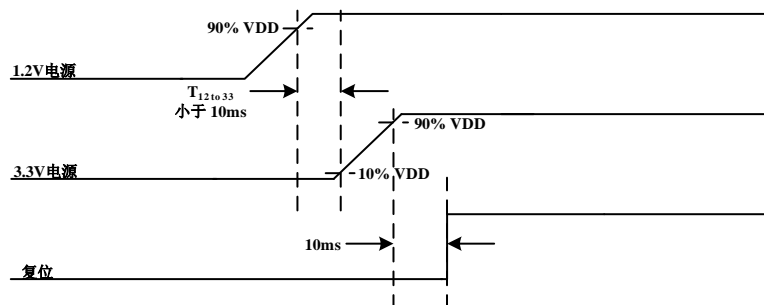 90% VDD
1.2V电源
T12 to 33
小于 10ms
90% VDD
3.3V电源
10% VDD
10ms
复位